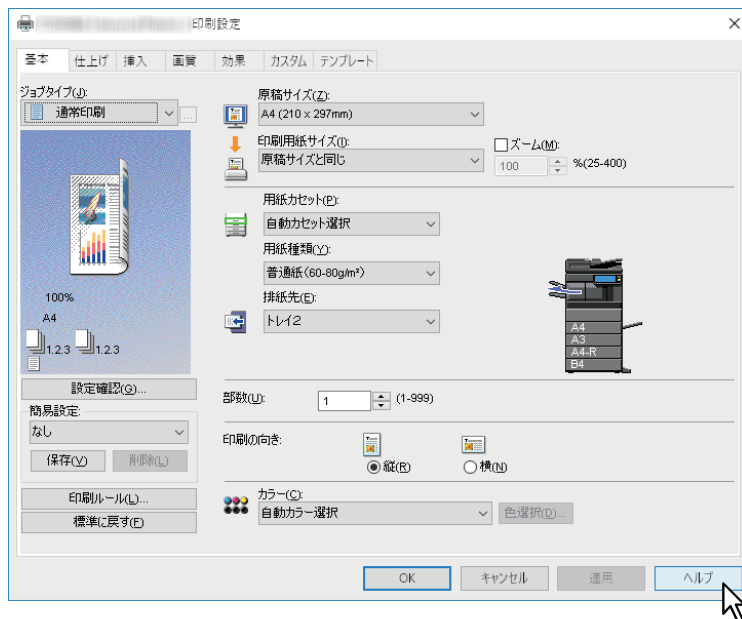 印刷設定
基本 仕上げ 挿入 画質 効果 カスタム テンプレート
ジョブタイプ(J):
通常印刷
...
100%
A4
1.2.3 1.2.3
設定確認(G)...
簡易設定:
なし
保存(V) 削除(L)
印刷ルール(L)...
標準に戻す(F)
原稿サイズ(Z):
A4 (210 x 297mm)
印刷用紙サイズ(I):
原稿サイズと同じ
ズーム(M):
100 %(25-400)
用紙カセット(P):
自動カセット選択
用紙種類(Y):
普通紙(60-80g/m²)
排紙先(E):
トレイ2
A4
A3
A4-R
B4
部数(U): 1 (1-999)
印刷の向き:
縦(R) 横(N)
カラー(C):
自動カラー選択 色選択(D)...
OK キャンセル 適用 ヘルプ